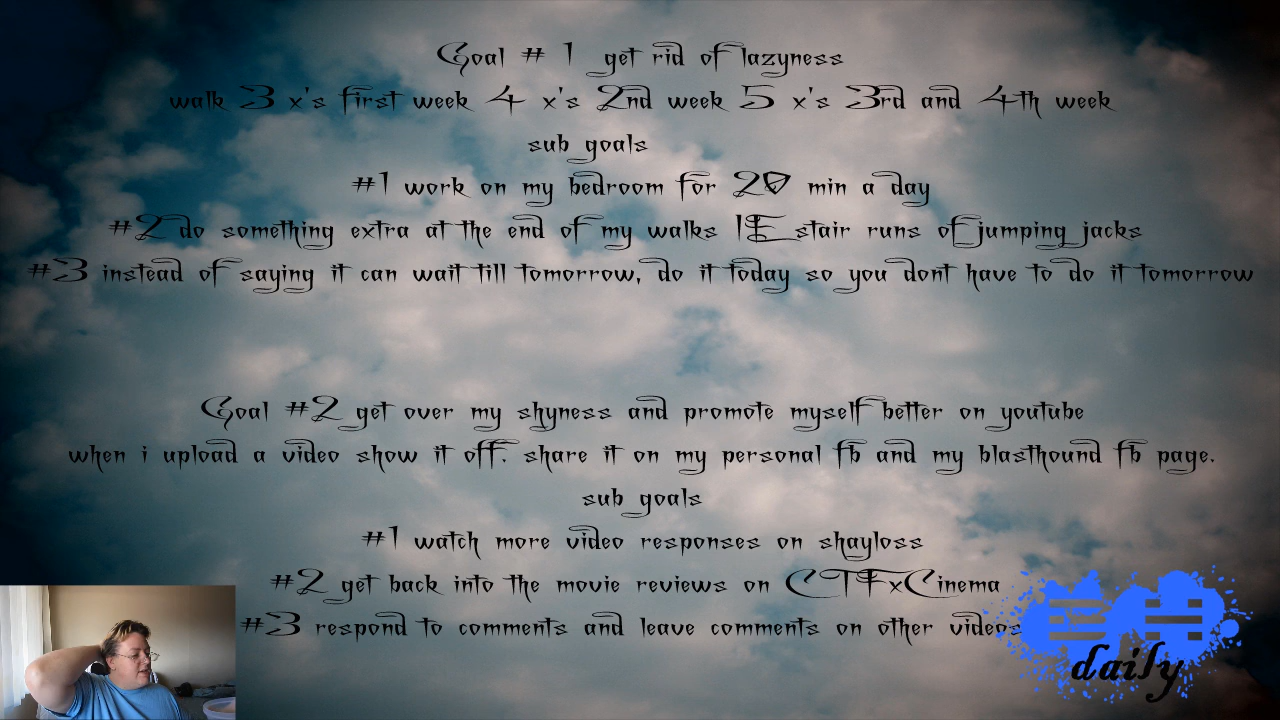 Goal # 1 get rid of lazyness
walk 3 x's first week 4 x's 2nd week 5 x's 3rd and 4th week
sub goals
#1 work on my bedroom for 20 min a day
#2 do something extra at the end of my walks IE stair runs of jumping jacks
#3 instead of saying it can wait till tomorrow, do it today so you dont have to do it tomorrow
Goal #2 get over my shyness and promote myself better on youtube
when i upload a video show it off. share it on my personal fb and my blasthound fb page.
sub goals
#1 watch more video responses on shayloss
#2 get back into the movie reviews on CTFxCinema
#3 respond to comments and leave comments on other videos
daily